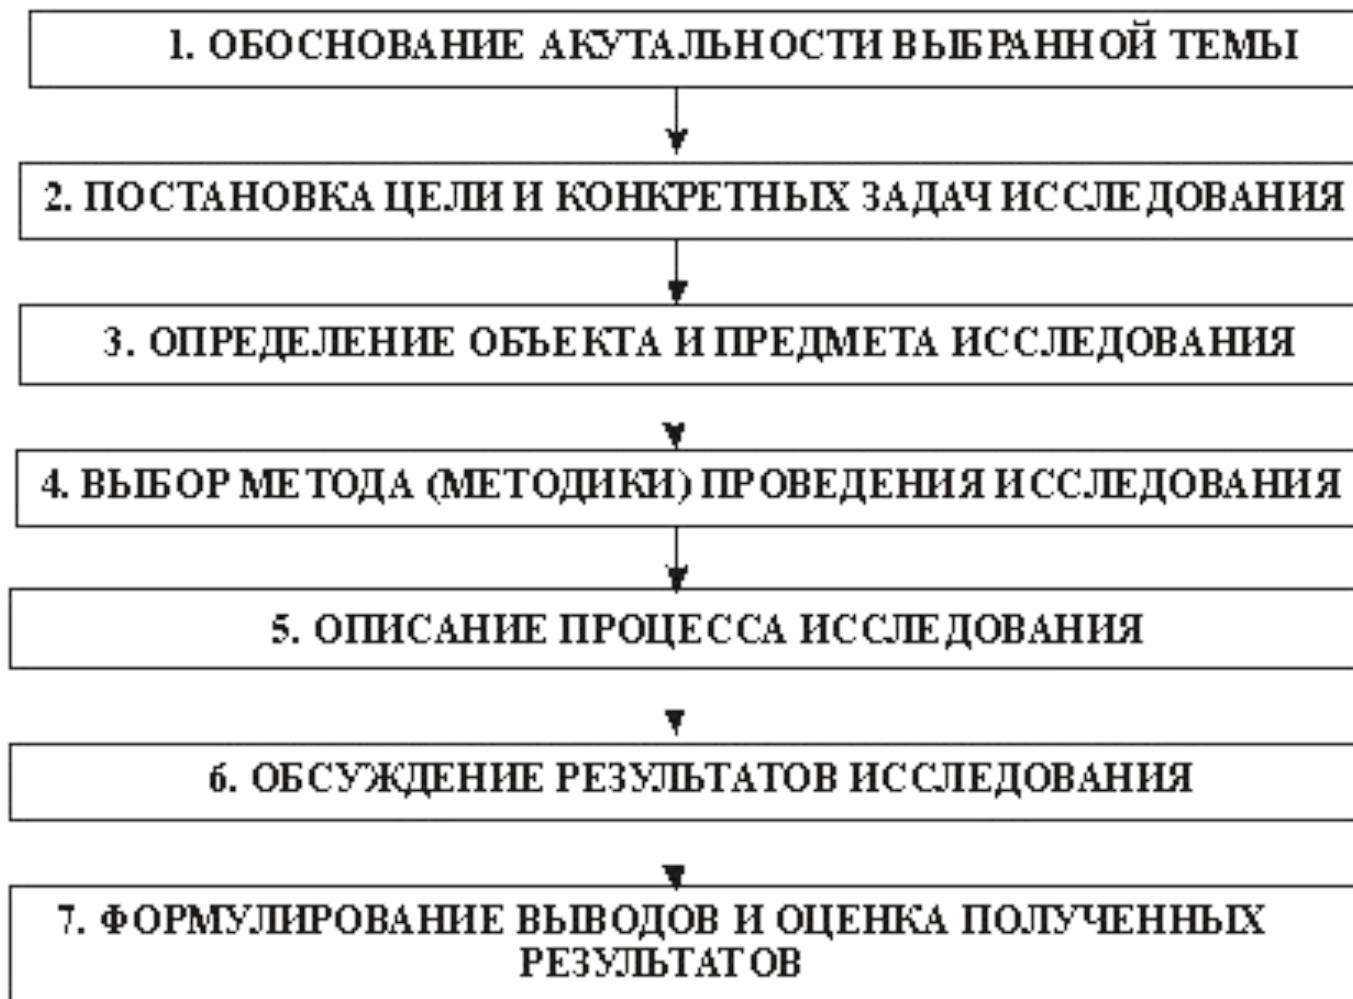 1. ОБОСНОВАНИЕ АКУТАЛЬНОСТИ ВЫБРАННОЙ ТЕМЫ
2. ПОСТАНОВКА ЦЕЛИ И КОНКРЕТНЫХ ЗАДАЧ ИССЛЕДОВАНИЯ
3. ОПРЕДЕЛЕНИЕ ОБЪЕКТА И ПРЕДМЕТА ИССЛЕДОВАНИЯ
4. ВЫБОР МЕТОДА (МЕТОДИКИ) ПРОВЕДЕНИЯ ИССЛЕДОВАНИЯ
5. ОПИСАНИЕ ПРОЦЕССА ИССЛЕДОВАНИЯ
6. ОБСУЖДЕНИЕ РЕЗУЛЬТАТОВ ИССЛЕДОВАНИЯ
7. ФОРМУЛИРОВАНИЕ ВЫВОДОВ И ОЦЕНКА ПОЛУЧЕННЫХ
РЕЗУЛЬТАТОВ